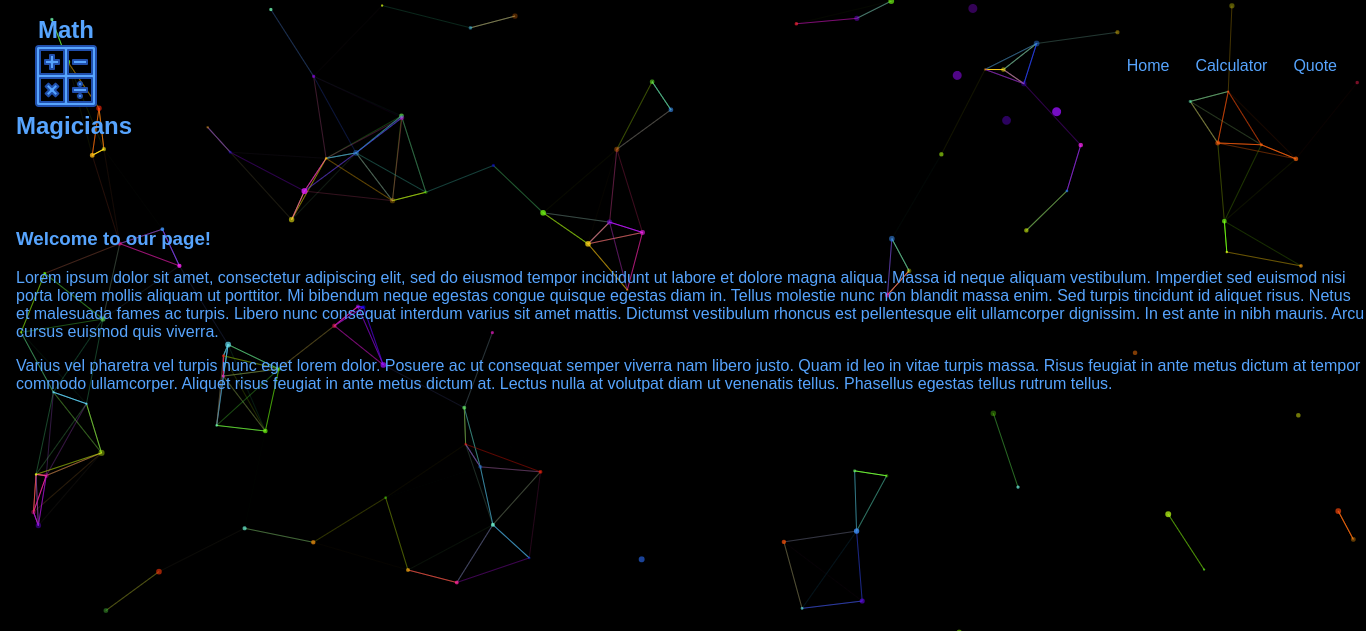 Math
Magicians
Home Calculator Quote
Welcome to our page!
Lorem ipsum dolor sit amet, consectetur adipiscing elit, sed do eiusmod tempor incididunt ut labore et dolore magna aliqua. Massa id neque aliquam vestibulum. Imperdiet sed euismod nisi
porta lorem mollis aliquam ut porttitor. Mi bibendum neque egestas congue quisque egestas diam in. Tellus molestie nunc non blandit massa enim. Sed turpis tincidunt id aliquet risus. Netus
et malesuada fames ac turpis. Libero nunc consequat interdum varius sit amet mattis. Dictumst vestibulum rhoncus est pellentesque elit ullamcorper dignissim. In est ante in nibh mauris. Arcu
cursus euismod quis viverra.
Varius vel pharetra vel turpis nunc eget lorem dolor. Posuere ac ut consequat semper viverra nam libero justo. Quam id leo in vitae turpis massa. Risus feugiat in ante metus dictum at tempor
commodo ullamcorper. Aliquet risus feugiat in ante metus dictum at. Lectus nulla at volutpat diam ut venenatis tellus. Phasellus egestas tellus rutrum tellus.